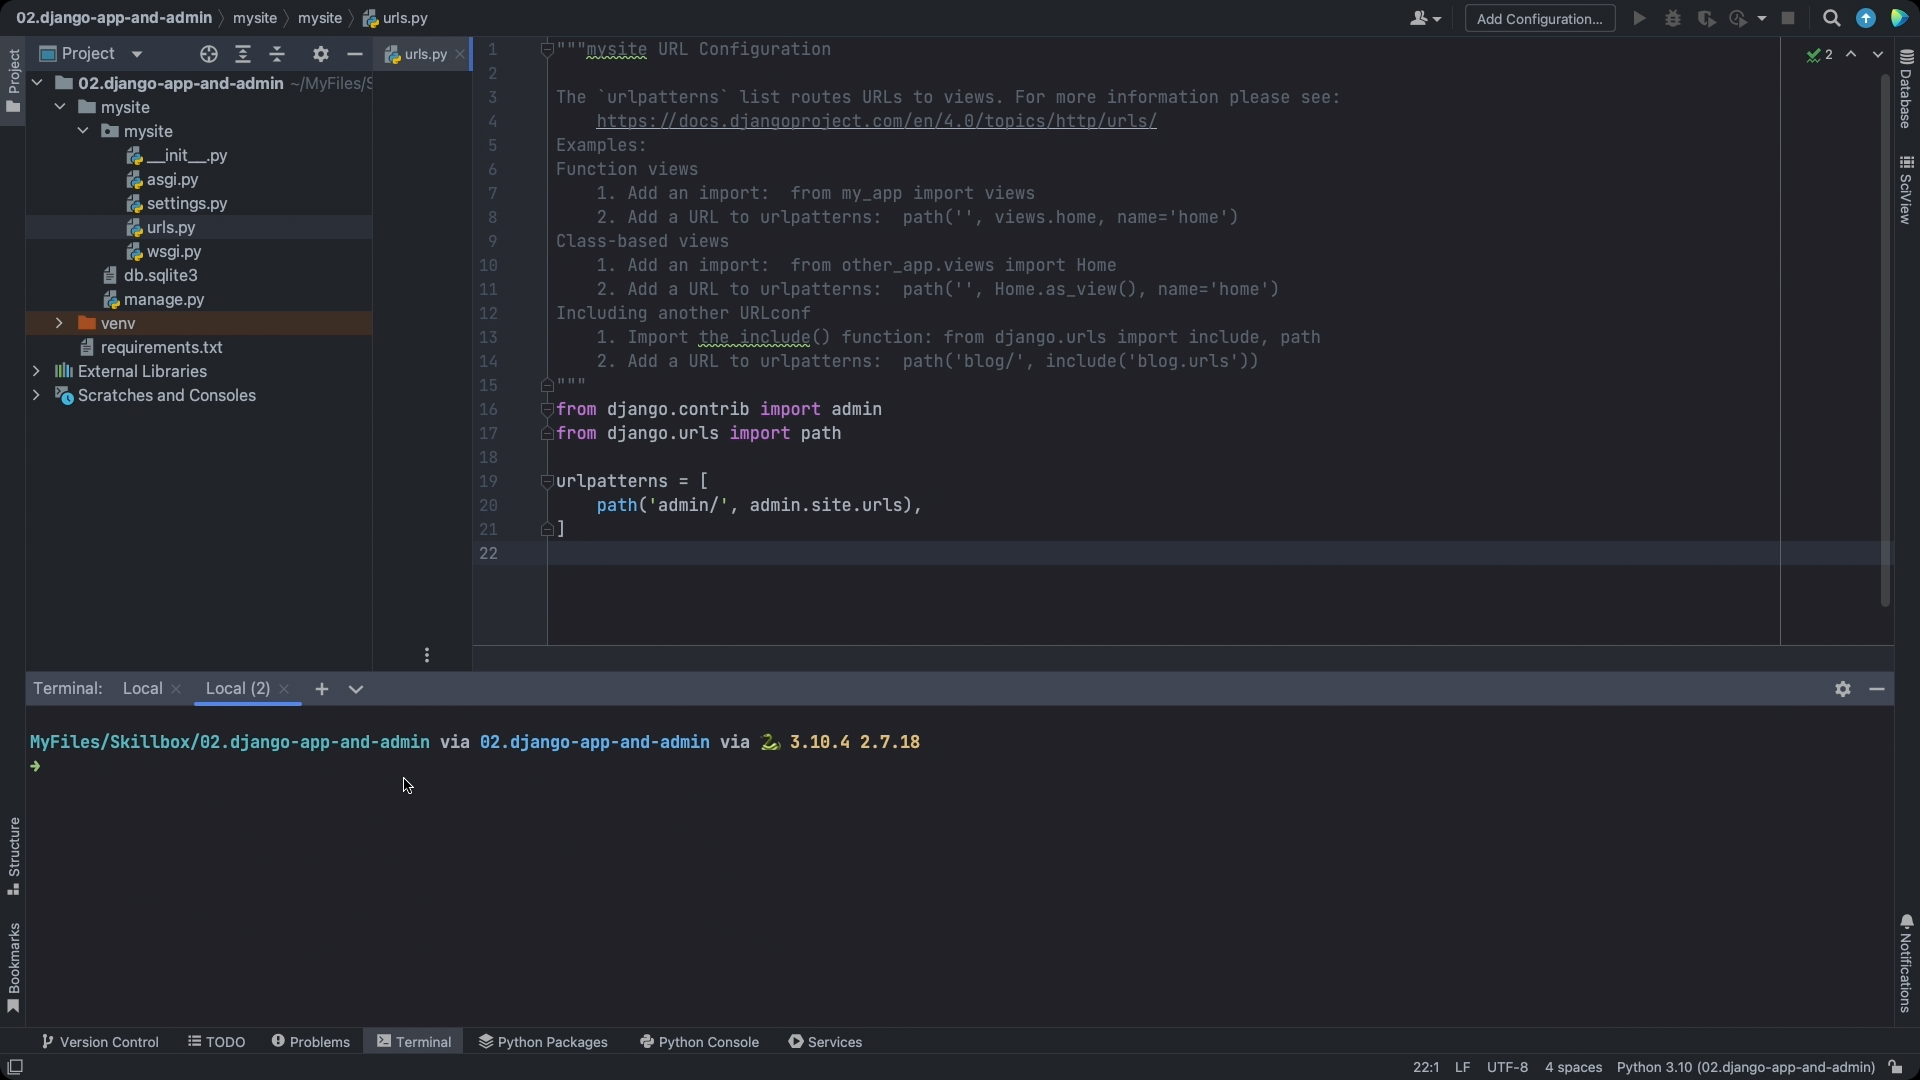 02.django-app-and-admin mysite mysite urls.py
Add Configuration...
Project
urls.py
02.django-app-and-admin ~/MyFiles/S
mysite
mysite
__init__.py
asgi.py
settings.py
urls.py
wsgi.py
db.sqlite3
manage.py
venv
requirements.txt
External Libraries
Scratches and Consoles
Project
Structure
Bookmarks
1 """mysite URL Configuration
2
3 The `urlpatterns` list routes URLs to views. For more information please see:
4 https://docs.djangoproject.com/en/4.0/topics/http/urls/
5 Examples:
6 Function views
7 1. Add an import:  from my_app import views
8 2. Add a URL to urlpatterns:  path('', views.home, name='home')
9 Class-based views
10 1. Add an import:  from other_app.views import Home
11 2. Add a URL to urlpatterns:  path('', Home.as_view(), name='home')
12 Including another URLconf
13 1. Import the include() function: from django.urls import include, path
14 2. Add a URL to urlpatterns:  path('blog/', include('blog.urls'))
15 """
16 from django.contrib import admin
17 from django.urls import path
18
19 urlpatterns = [
20 path('admin/', admin.site.urls),
21 ]
22
2
Database
SciView
Notifications
Terminal: Local Local (2)
MyFiles/Skillbox/02.django-app-and-admin via 02.django-app-and-admin via 3.10.4 2.7.18
Version Control TODO Problems Terminal Python Packages Python Console Services
22:1 LF UTF-8 4 spaces Python 3.10 (02.django-app-and-admin)